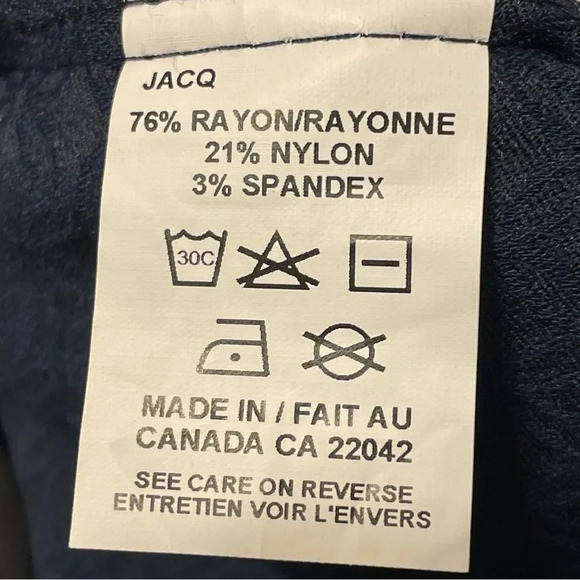 JACQ
76% RAYON/RAYONNE
21% NYLON
3% SPANDEX
30C
MADE IN / FAIT AU
CANADA CA 22042
SEE CARE ON REVERSE
ENTRETIEN VOIR L'ENVERS